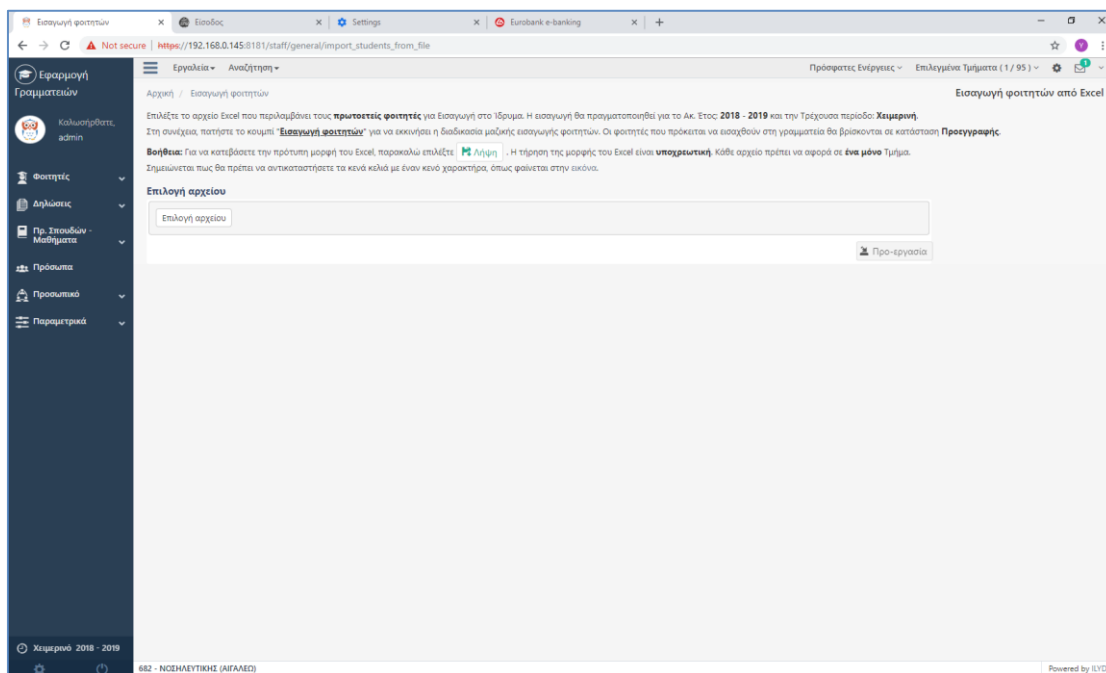 Εισαγωγή φοιτητών
Είσοδος
Settings
Eurobank e-banking
Not secure | https://192.168.0.145:8181/staff/general/import_students_from_file
Y
Εφαρμογή
Γραμματειών
Εργαλεία
Αναζήτηση
Πρόσφατες Ενέργειες
Επιλεγμένα Τμήματα ( 1 / 95 )
1
Αρχική / Εισαγωγή φοιτητών
Εισαγωγή φοιτητών από Excel
Καλωσήρθατε,
admin
Επιλέξτε το αρχείο Excel που περιλαμβάνει τους πρωτοετείς φοιτητές για Εισαγωγή στο Ίδρυμα. Η εισαγωγή θα πραγματοποιηθεί για το Ακ. Έτος: 2018 - 2019 και την Τρέχουσα περίοδο: Χειμερινή.
Στη συνέχεια, πατήστε το κουμπί "Εισαγωγή φοιτητών" για να εκκινήσει η διαδικασία μαζικής εισαγωγής φοιτητών. Οι φοιτητές που πρόκειται να εισαχθούν στη γραμματεία θα βρίσκονται σε κατάσταση Προεγγραφής.
Βοήθεια: Για να κατεβάσετε την πρότυπη μορφή του Excel, παρακαλώ επιλέξτε Λήψη . Η τήρηση της μορφής του Excel είναι υποχρεωτική. Κάθε αρχείο πρέπει να αφορά σε ένα μόνο Τμήμα.
Σημειώνεται πως θα πρέπει να αντικαταστήσετε τα κενά κελιά με έναν κενό χαρακτήρα, όπως φαίνεται στην εικόνα.
Επιλογή αρχείου
Επιλογή αρχείου
Προ-εργασία
Φοιτητές
Δηλώσεις
Πρ. Σπουδών -
Μαθήματα
Πρόσωπα
Προσωπικό
Παραμετρικά
Χειμερινό 2018 - 2019
682 - ΝΟΣΗΛΕΥΤΙΚΗΣ (ΑΙΓΑΛΕΩ)
Powered by ILYD